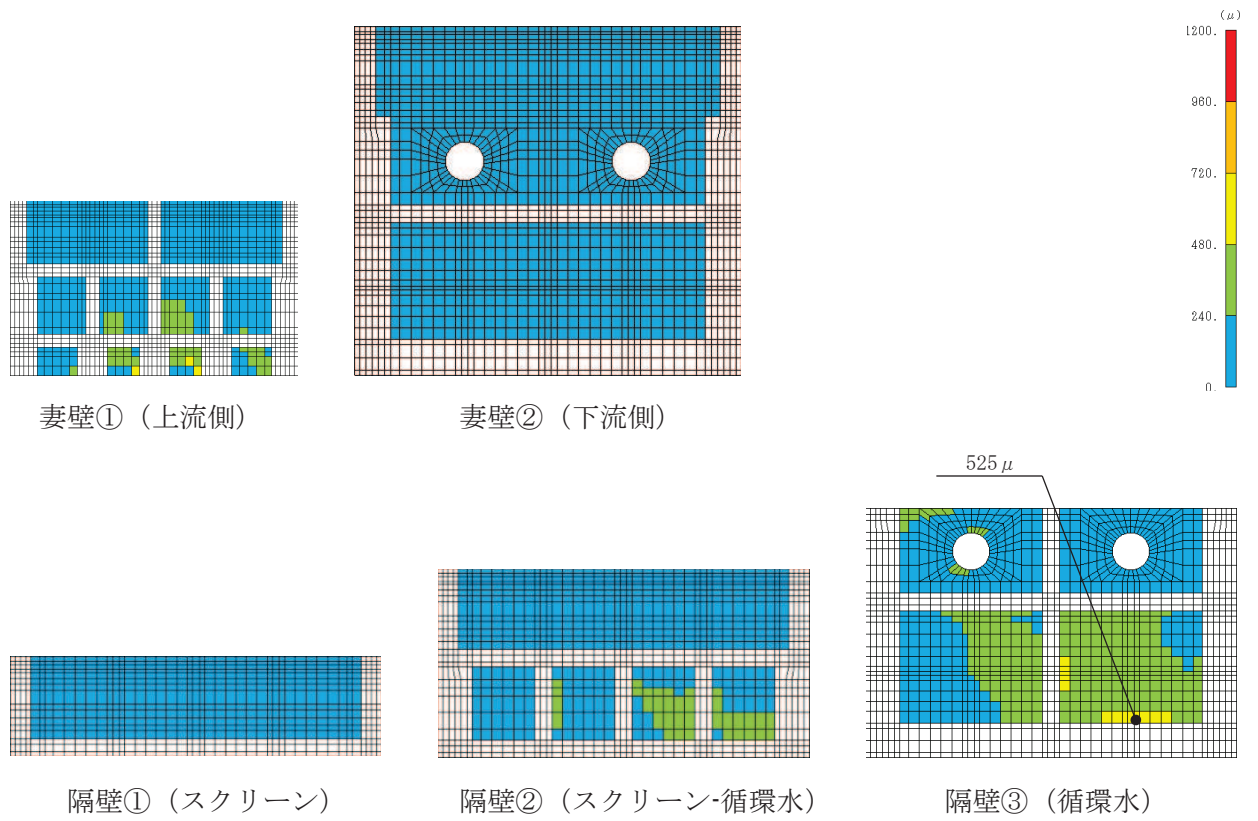 (μ)
1200.
960.
720.
480.
240.
0.
妻壁①（上流側）
妻壁②（下流側）
525μ
隔壁①（スクリーン）
隔壁②（スクリーン-循環水）
隔壁③（循環水）